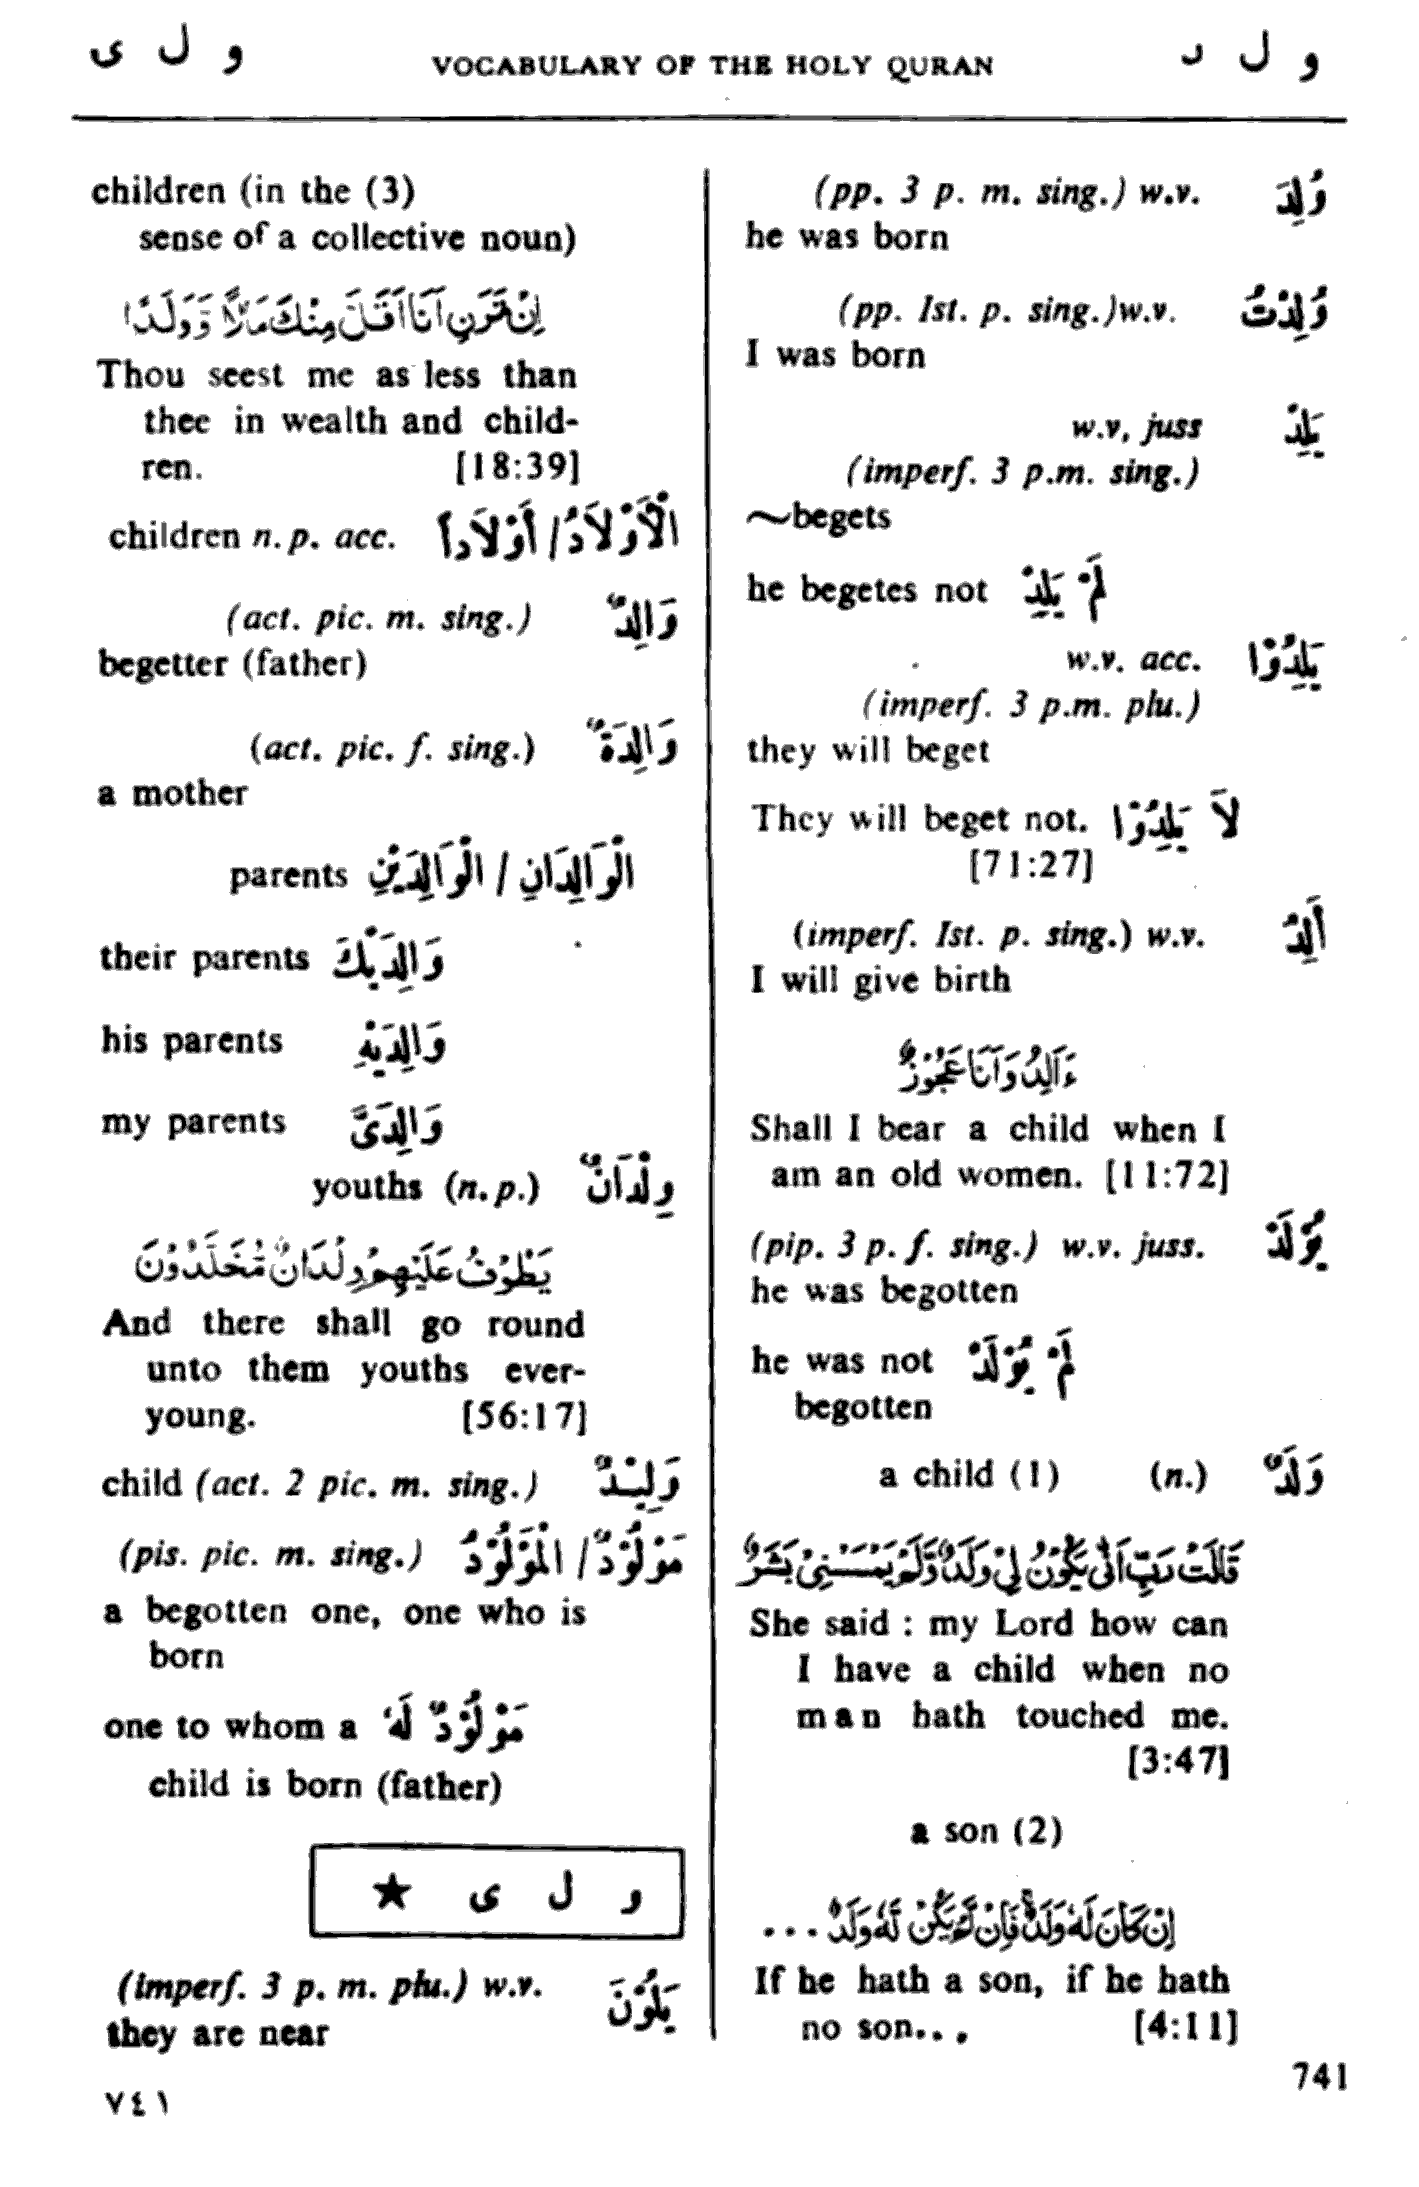 و ل ى
VOCABULARY OF THE HOLY QURAN
و ل د
(pp. 3 p. m. sing.) w.v. وُلِدَ
he was born
(pp. Ist. p. sing.)w.v. وُلِدْتُ
I was born
w.v, juss يَلِدْ
(imperf. 3 p.m. sing.)
~begets
he begetes not لَمْ يَلِدْ
w.v. acc. يَلِدُوْا
(imperf. 3 p.m. plu.)
they will beget
They will beget not. لاَ يَلِدُوْا
[71:27]
(imperf. Ist. p. sing.) w.v. أَلِدُ
I will give birth
ءَاَلِدُ وَاَنَا عَجُوْزٌ
Shall I bear a child when I
am an old women. [11:72]
(pip. 3 p. f. sing.) w.v. juss. يُوْلَدْ
he was begotten
he was not لَمْ يُوْلَدْ
begotten
a child (1) (n.) وَلَدٌ
قَالَتْ رَبِّ اَنّٰى يَكُوْنُ لِيْ وَلَدٌ وَّلَمْ يَمْسَسْنِيْ بَشَرٌ
She said : my Lord how can
I have a child when no
man hath touched me.
[3:47]
a son (2)
اِنْ كَانَ لَهٗ وَلَدٌ فَاِنْ لَّمْ يَكُنْ لَّهٗ وَلَدٌ ...
If he hath a son, if he hath
no son... [4:11]
741
children (in the (3)
sense of a collective noun)
اِنْ تَرَنِ اَنَا اَقَلَّ مِنْكَ مَالًا وَّوَلَدًا
Thou seest me as less than
thee in wealth and child-
ren. [18:39]
children n. p. acc. الْاَوْلاَدُ / أَوْلاَداً
(act. pic. m. sing.) وَالِدٌ
begetter (father)
(act. pic. f. sing.) وَالِدَةٌ
a mother
parents الْوَالِدَانِ / الْوَالِدَيْنِ
their parents وَالِدَيْكَ
his parents وَالِدَيْهِ
my parents وَالِدَىَّ
youths (n. p.) وِلْدَانٌ
يَطُوْفُ عَلَيْهِمْ وِلْدَانٌ مُّخَلَّدُوْنَ
And there shall go round
unto them youths ever-
young. [56:17]
child (act. 2 pic. m. sing.) وَلِيْدٌ
(pis. pic. m. sing.) مَوْلُوْدٌ / الْمَوْلُوْدُ
a begotten one, one who is
born
one to whom a مَوْلُوْدٌ لَهٗ
child is born (father)
و ل ى ★
(imperf. 3 p. m. plu.) w.v. يَلُوْنَ
they are near
٧٤١